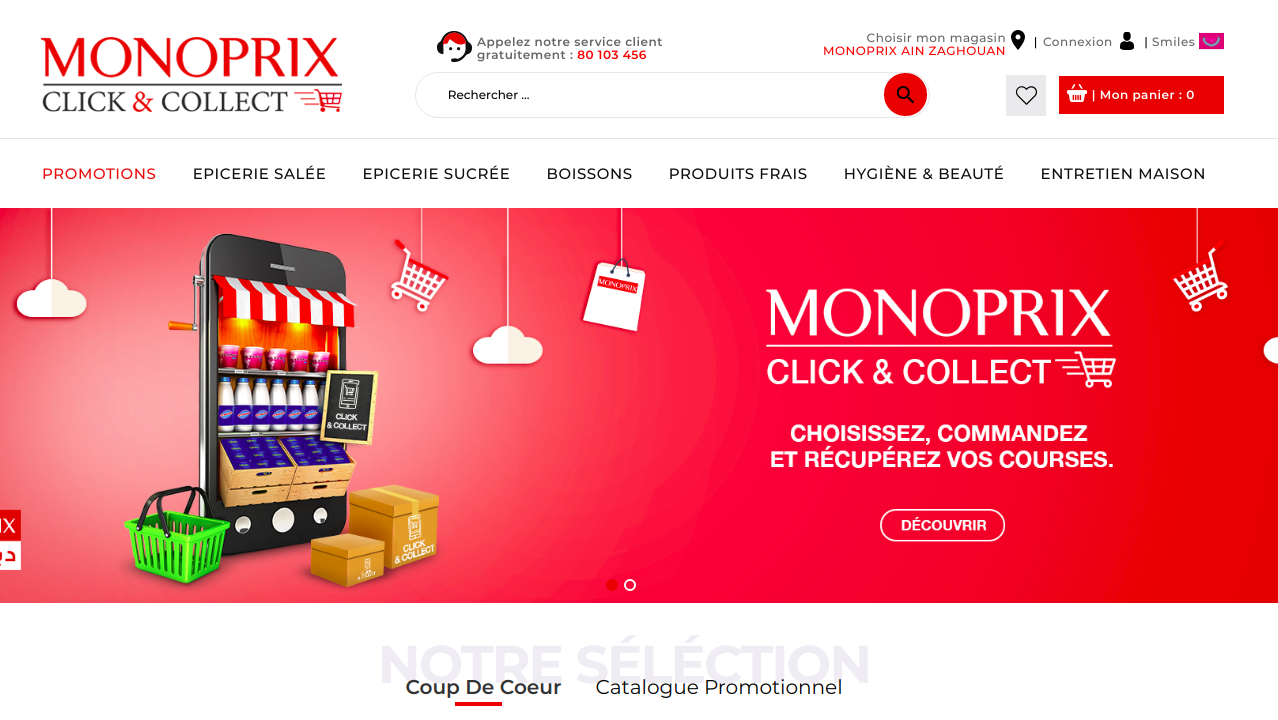 MONOPRIX
CLICK & COLLECT
Appelez notre service client
gratuitement : 80 103 456
Choisir mon magasin
MONOPRIX AIN ZAGHOUAN
| Connexion
| Smiles
Rechercher ...
| Mon panier : 0
PROMOTIONS
EPICERIE SALÉE
EPICERIE SUCRÉE
BOISSONS
PRODUITS FRAIS
HYGIÈNE & BEAUTÉ
ENTRETIEN MAISON
MONOPRIX
CLICK
& COLLECT
CLICK
& COLLECT
MONOPRIX
CLICK & COLLECT
CHOISISSEZ, COMMANDEZ
ET RÉCUPÉREZ VOS COURSES.
DÉCOUVRIR
NOTRE SÉLÉCTION
Coup De Coeur
Catalogue Promotionnel